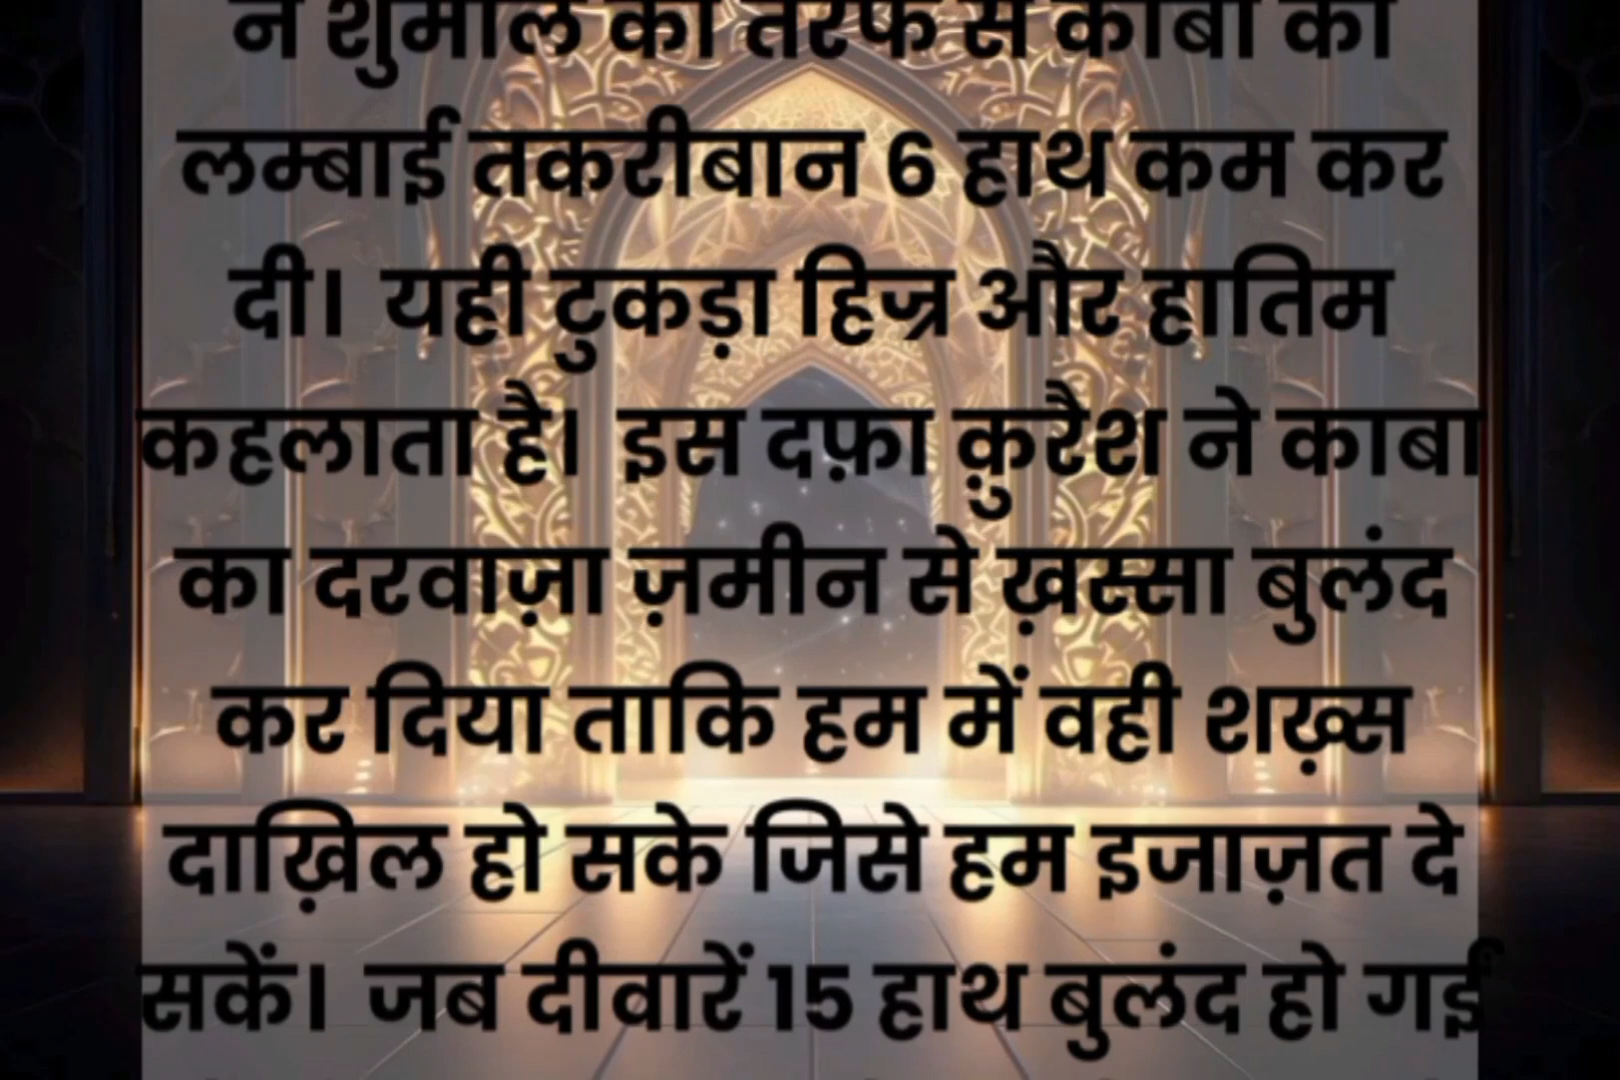 ने शुमाल की तरफ से काबा की
लम्बाई तकरीबान 6 हाथ कम कर
दी। यही टुकड़ा हिज्र और हातिम
कहलाता है। इस दफ़ा क़ुरैश ने काबा
का दरवाज़ा ज़मीन से ख़स्सा बुलंद
कर दिया ताकि हम में वही शख़्स
दाख़िल हो सके जिसे हम इजाज़त दे
सकें। जब दीवारें 15 हाथ बुलंद हो गईं